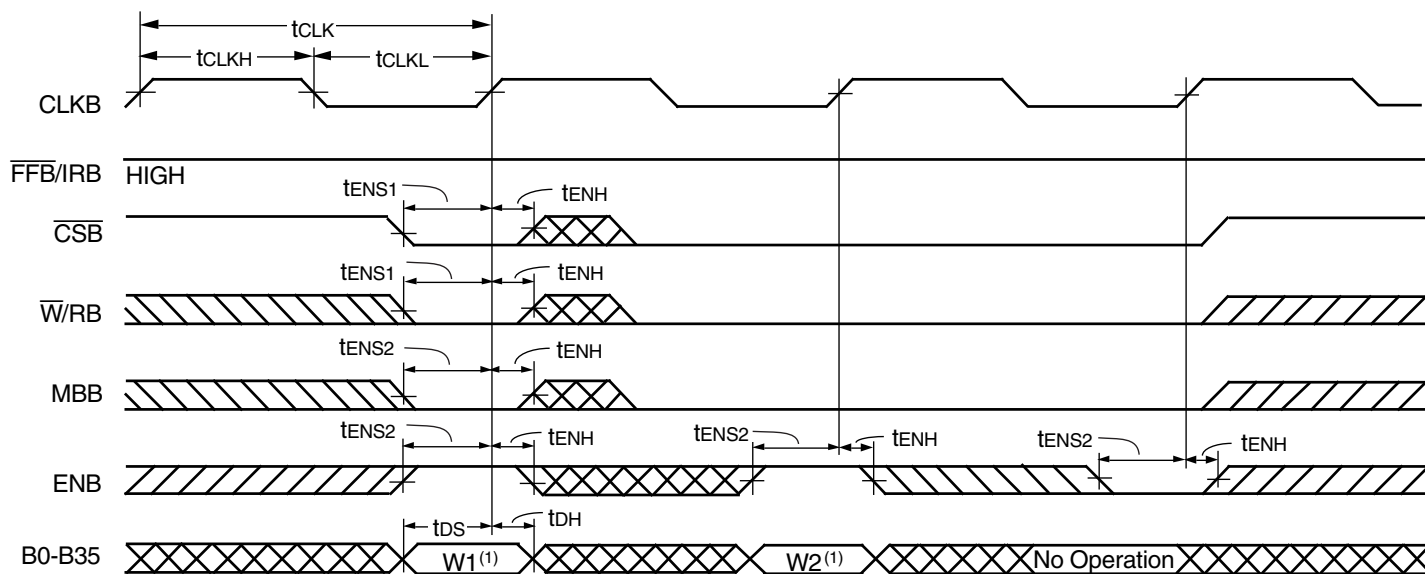 tCLK
tCLKH tCLKL
CLKB
FFB/IRB HIGH
tENS1 tENH
CSB
tENS1 tENH
W/RB
tENS2 tENH
MBB
tENS2 tENH tENS2 tENH tENS2 tENH
ENB
tDS tDH
B0-B35 W1(1) W2(1) No Operation